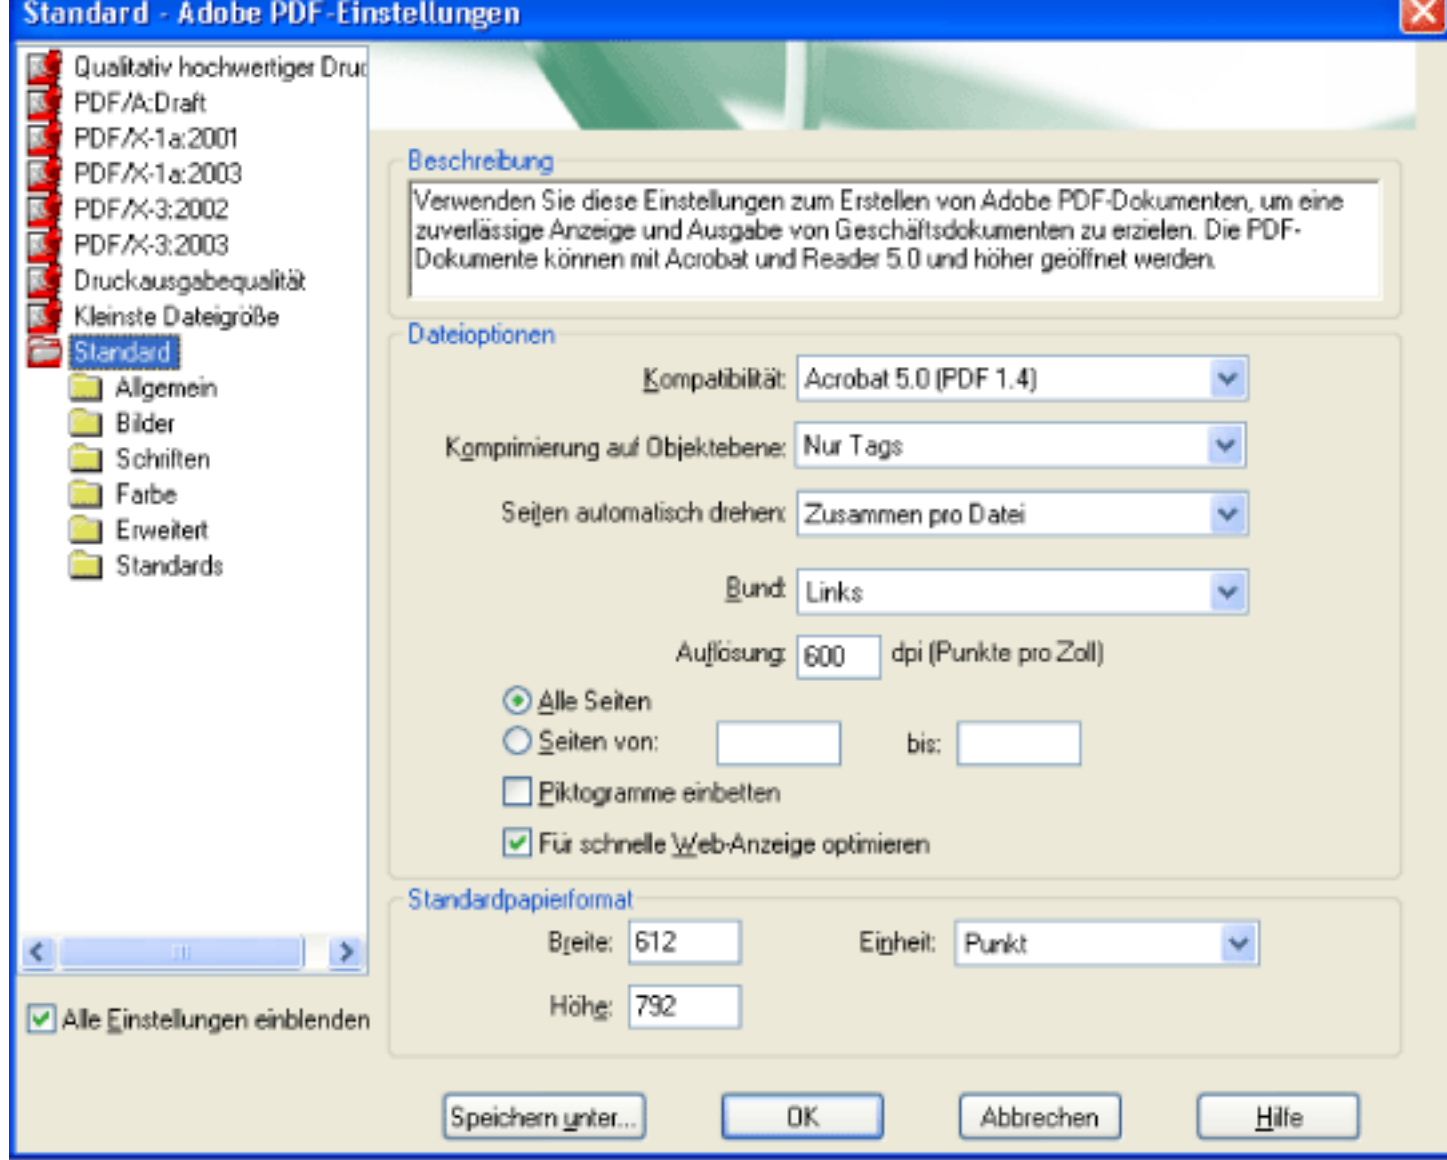 Standard - Adobe PDF-Einstellungen
Qualitativ hochwertiger Druc
PDF/A:Draft
PDF/X-1a:2001
PDF/X-1a:2003
PDF/X-3:2002
PDF/X-3:2003
Druckausgabequalität
Kleinste Dateigröße
Standard
Allgemein
Bilder
Schriften
Farbe
Erweitert
Standards
Alle Einstellungen einblenden
Beschreibung
Verwenden Sie diese Einstellungen zum Erstellen von Adobe PDF-Dokumenten, um eine
zuverlässige Anzeige und Ausgabe von Geschäftsdokumenten zu erzielen. Die PDF-
Dokumente können mit Acrobat und Reader 5.0 und höher geöffnet werden.
Dateioptionen
Kompatibilität: Acrobat 5.0 (PDF 1.4)
Komprimierung auf Objektebene: Nur Tags
Seiten automatisch drehen: Zusammen pro Datei
Bund: Links
Auflösung: 600 dpi (Punkte pro Zoll)
Alle Seiten
Seiten von: bis:
Piktogramme einbetten
Für schnelle Web-Anzeige optimieren
Standardpapierformat
Breite: 612 Einheit: Punkt
Höhe: 792
Speichern unter... OK Abbrechen Hilfe